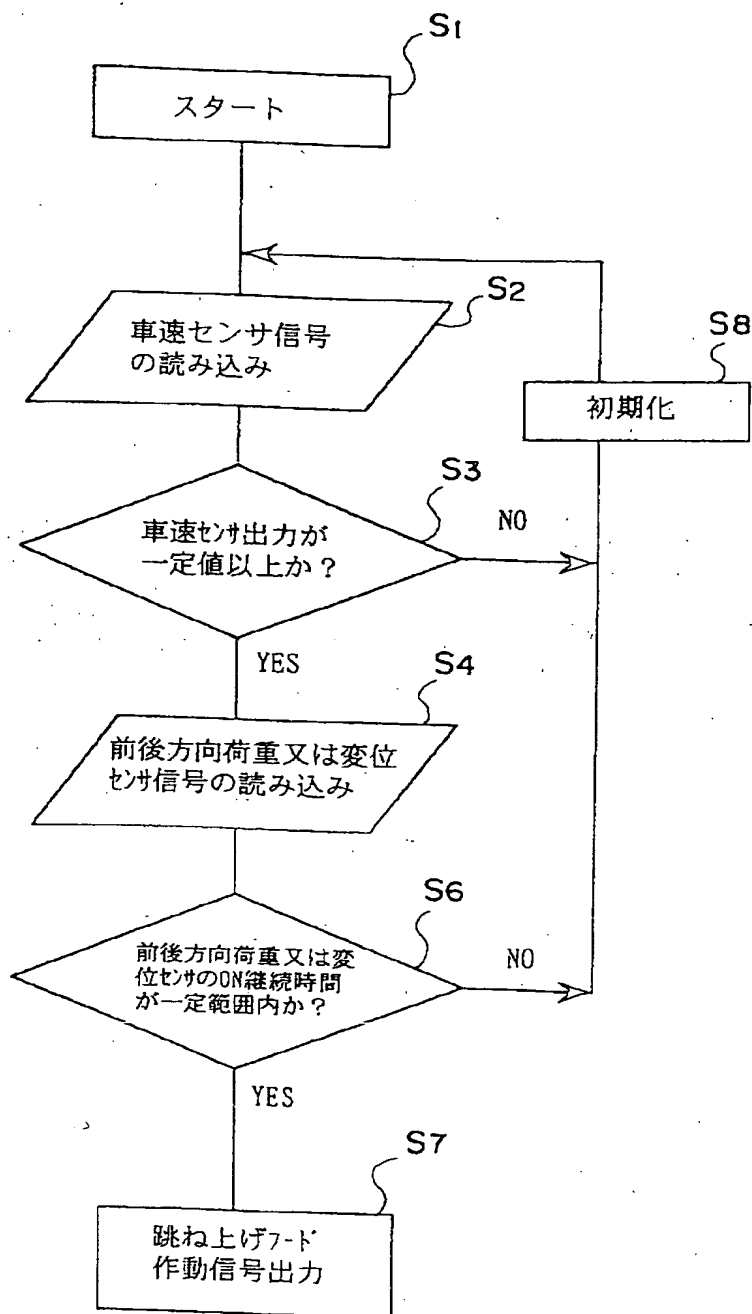 S1
スタート
S2
車速センサ信号
の読み込み
S8
初期化
S3
車速ｾﾝｻ出力が
一定値以上か？
NO
YES
S4
前後方向荷重又は変位
ｾﾝｻ信号の読み込み
S6
前後方向荷重又は変
位ｾﾝｻのON継続時間
が一定範囲内か？
NO
YES
S7
跳ね上げﾌｰﾄﾞ
作動信号出力